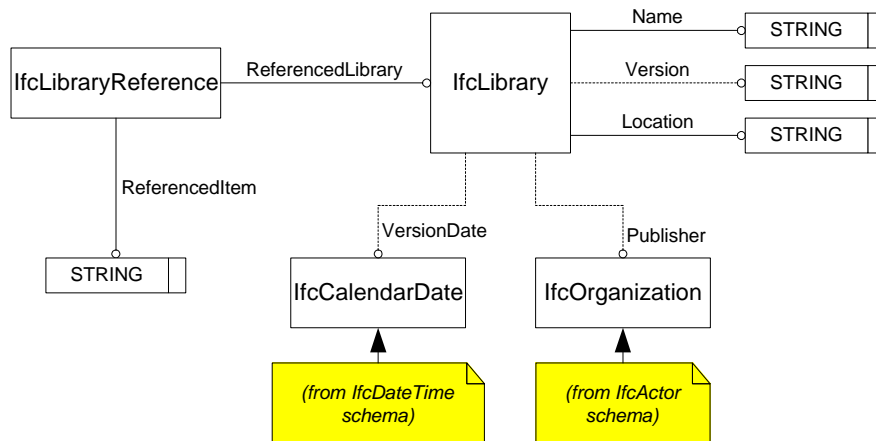 Name
STRING
IfcLibraryReference
ReferencedLibrary
IfcLibrary
Version
STRING
Location
STRING
ReferencedItem
VersionDate
Publisher
STRING
IfcCalendarDate
IfcOrganization
(from IfcDateTime
schema)
(from IfcActor
schema)